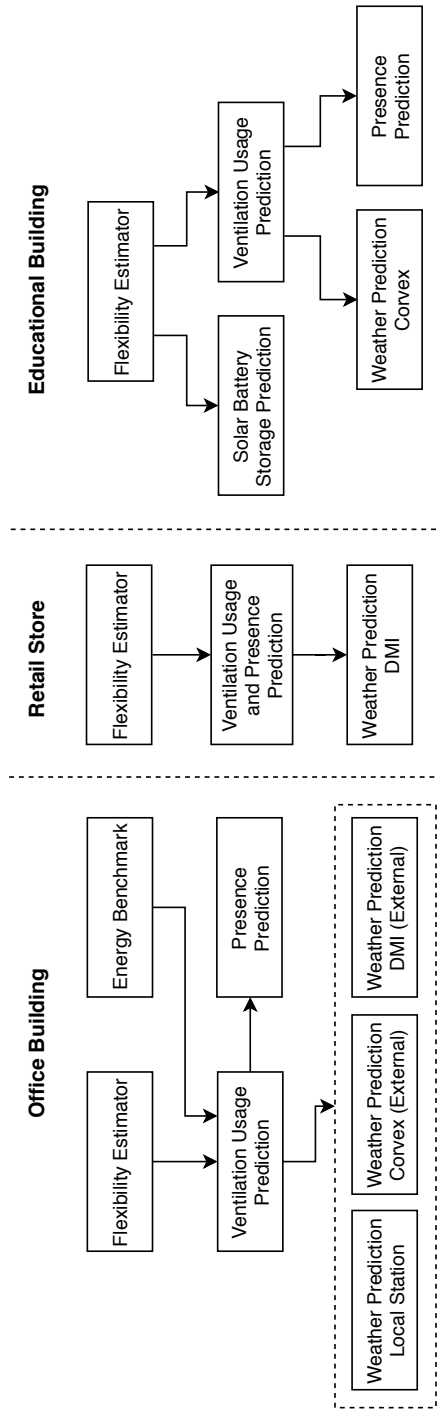 Office Building
Flexibility Estimator
Energy Benchmark
Ventilation Usage
Prediction
Presence
Prediction
Weather Prediction
Local Station
Weather Prediction
Corvex (External)
Weather Prediction
DMI (External)
Retail Store
Flexibility Estimator
Ventilation Usage
and Presence
Prediction
Weather Prediction
DMI
Educational Building
Flexibility Estimator
Solar Battery
Storage Prediction
Ventilation Usage
Prediction
Weather Prediction
Corvex
Presence
Prediction